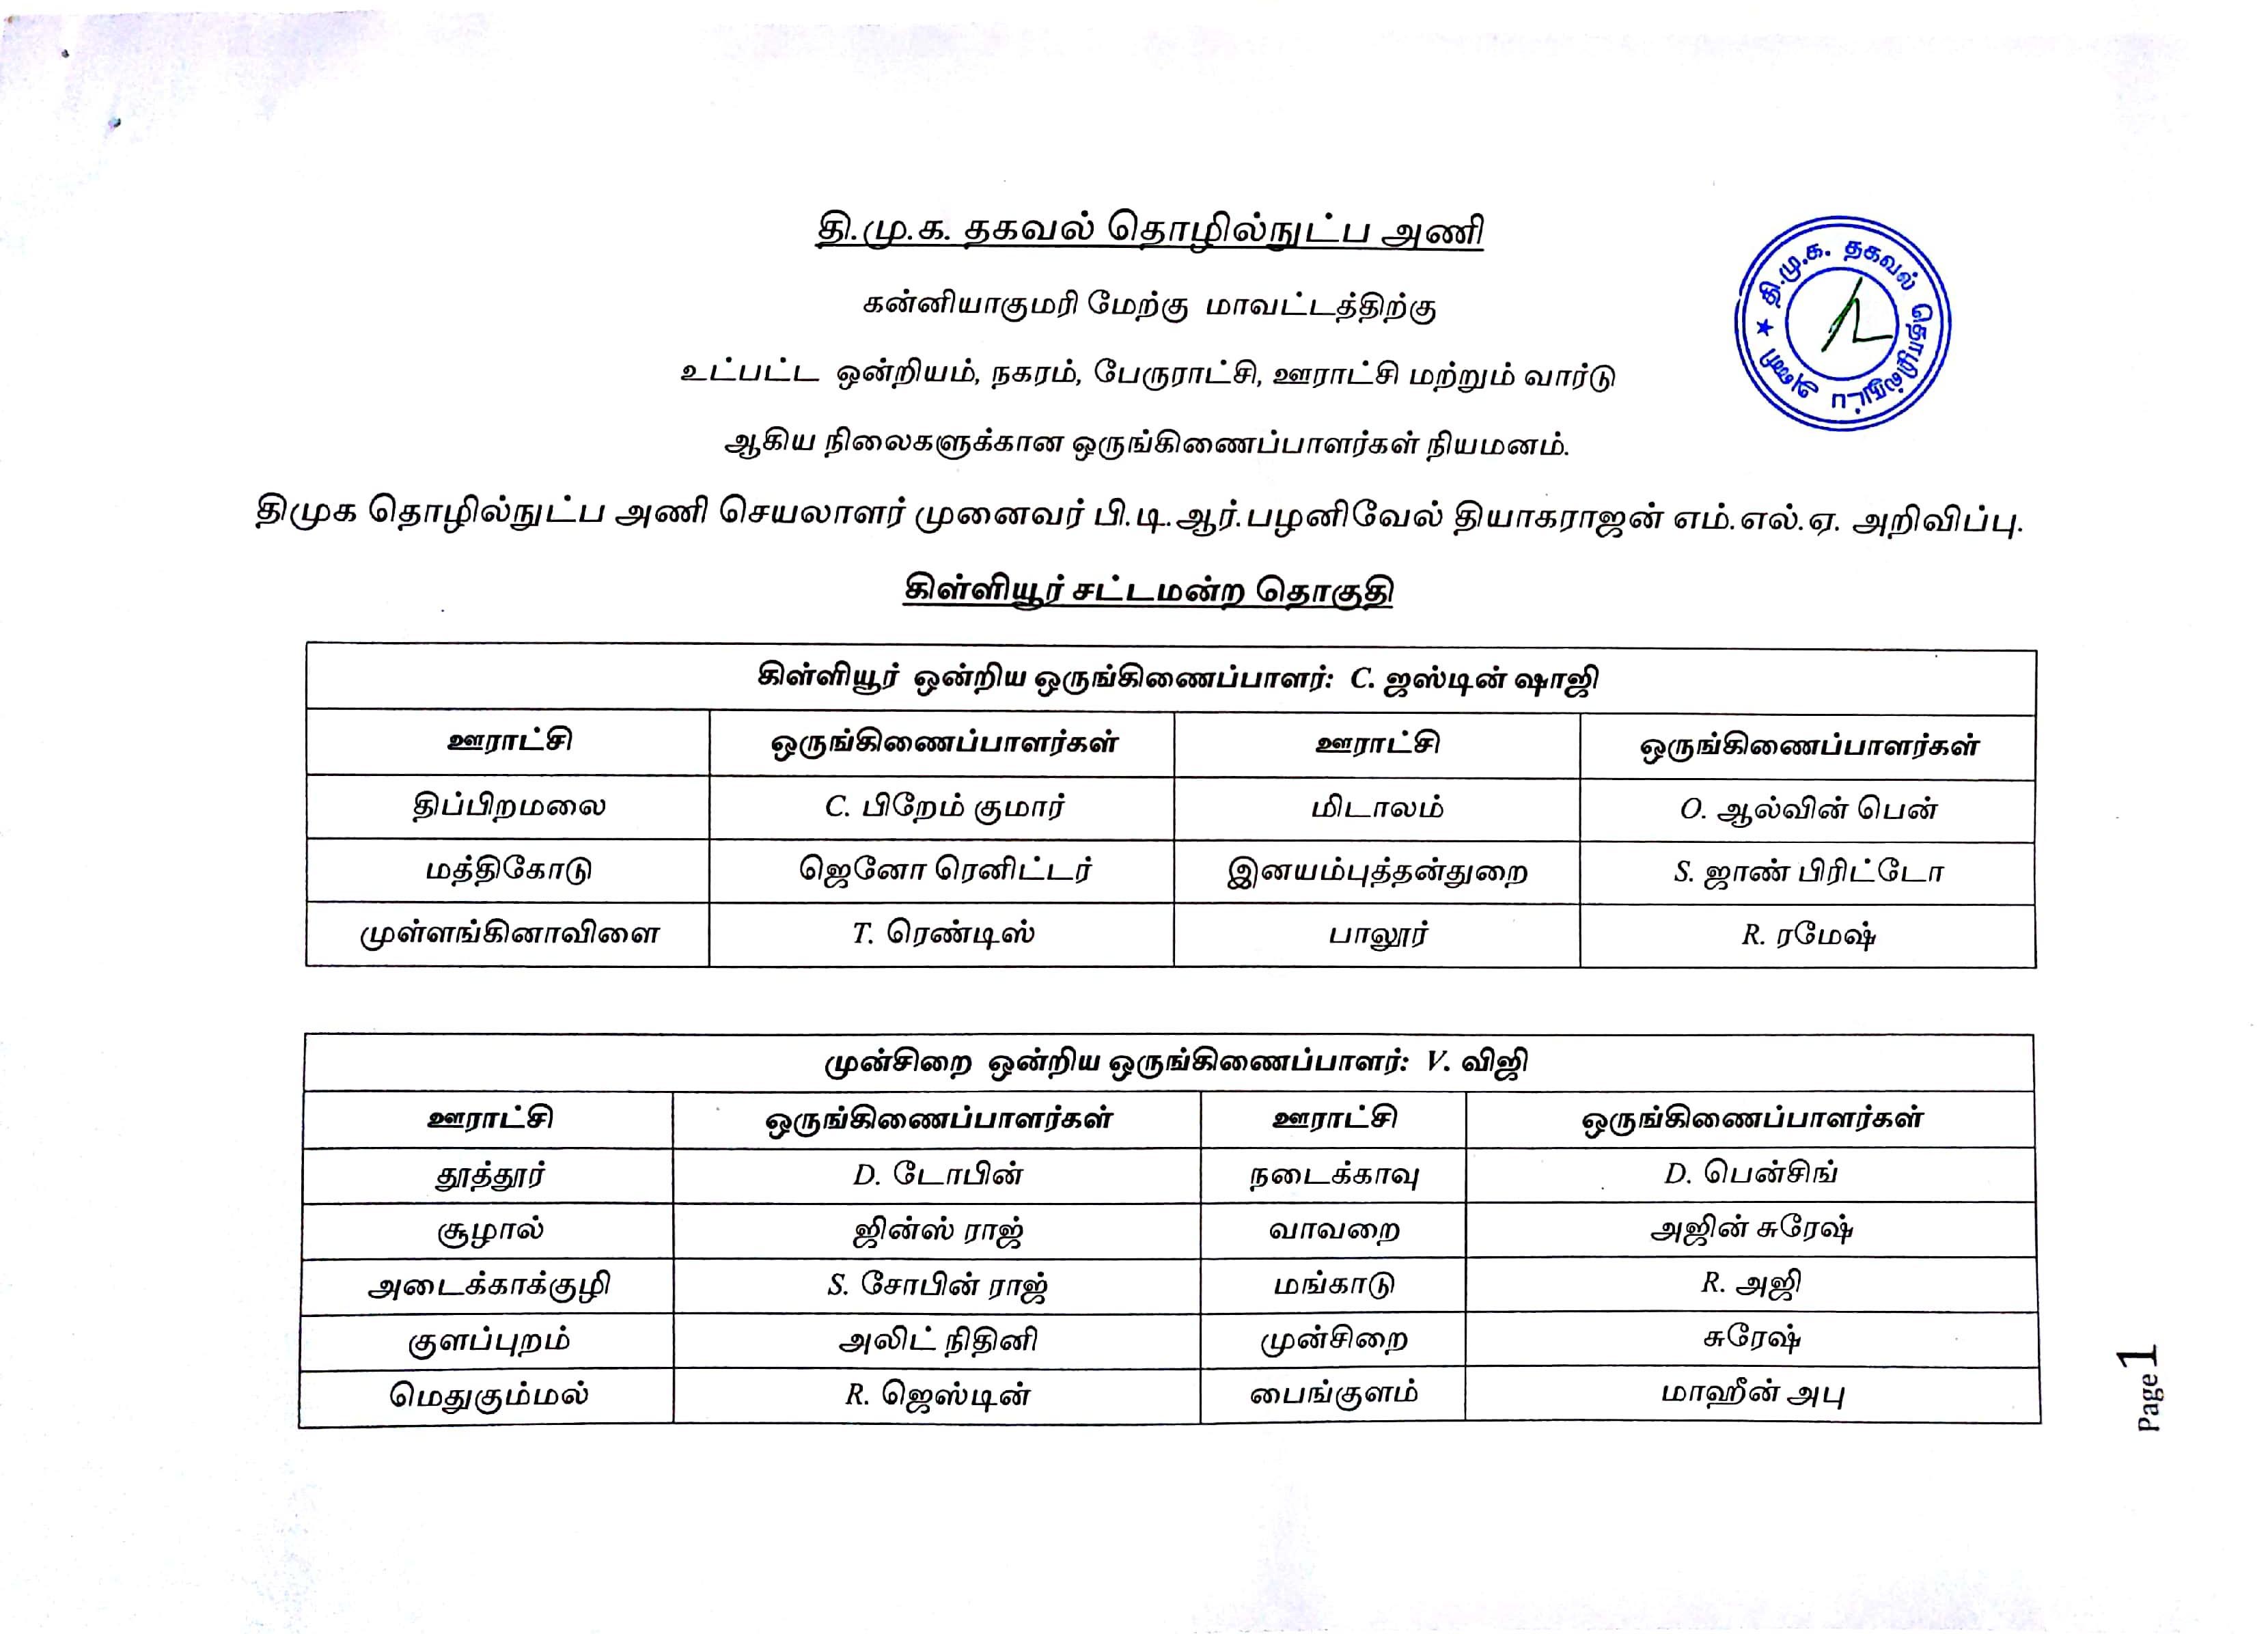 தி.மு.க. தகவல் தொழில்நுட்ப அணி
கன்னியாகுமரி மேற்கு மாவட்டத்திற்கு
உட்பட்ட ஒன்றியம், நகரம், பேருராட்சி, ஊராட்சி மற்றும் வார்டு
ஆகிய நிலைகளுக்கான ஒருங்கிணைப்பாளர்கள் நியமனம்.
★ தி.மு.க. தகவல் தொழில்நுட்ப அணி
திமுக தொழில்நுட்ப அணி செயலாளர் முனைவர் பி.டி.ஆர்.பழனிவேல் தியாகராஜன் எம்.எல்.ஏ. அறிவிப்பு.
கிள்ளியூர் சட்டமன்ற தொகுதி
கிள்ளியூர் ஒன்றிய ஒருங்கிணைப்பாளர்: C. ஜஸ்டின் ஷாஜி
ஊராட்சி ஒருங்கிணைப்பாளர்கள் ஊராட்சி ஒருங்கிணைப்பாளர்கள்
திப்பிறமலை C. பிறேம் குமார் மிடாலம் O. ஆல்வின் பென்
மத்திகோடு ஜெனோ ரெனிட்டர் இனயம்புத்தன்துறை S. ஜாண் பிரிட்டோ
முள்ளங்கினாவிளை T. ரெண்டிஸ் பாலூர் R. ரமேஷ்
முன்சிறை ஒன்றிய ஒருங்கிணைப்பாளர்: V. விஜி
ஊராட்சி ஒருங்கிணைப்பாளர்கள் ஊராட்சி ஒருங்கிணைப்பாளர்கள்
தூத்தூர் D. டோபின் நடைக்காவு D. பென்சிங்
சூழால் ஜின்ஸ் ராஜ் வாவறை அஜின் சுரேஷ்
அடைக்காக்குழி S. சோபின் ராஜ் மங்காடு R. அஜி
குளப்புறம் அலிட் நிதினி முன்சிறை சுரேஷ்
மெதுகும்மல் R. ஜெஸ்டின் பைங்குளம் மாஹீன் அபு
Page 1